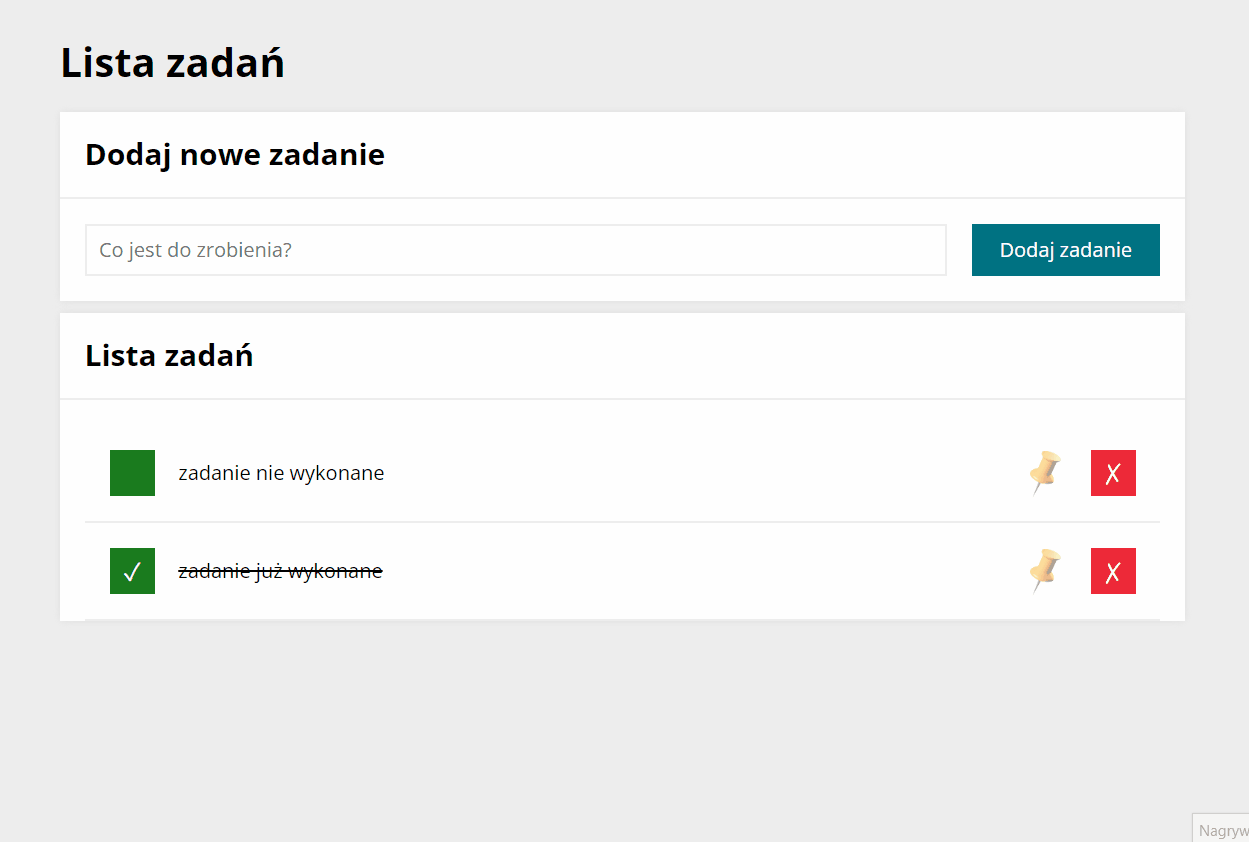 Lista zadań
Dodaj nowe zadanie
Co jest do zrobienia?
Dodaj zadanie
Lista zadań
zadanie nie wykonane
✗
✓
zadanie już wykonane
✗